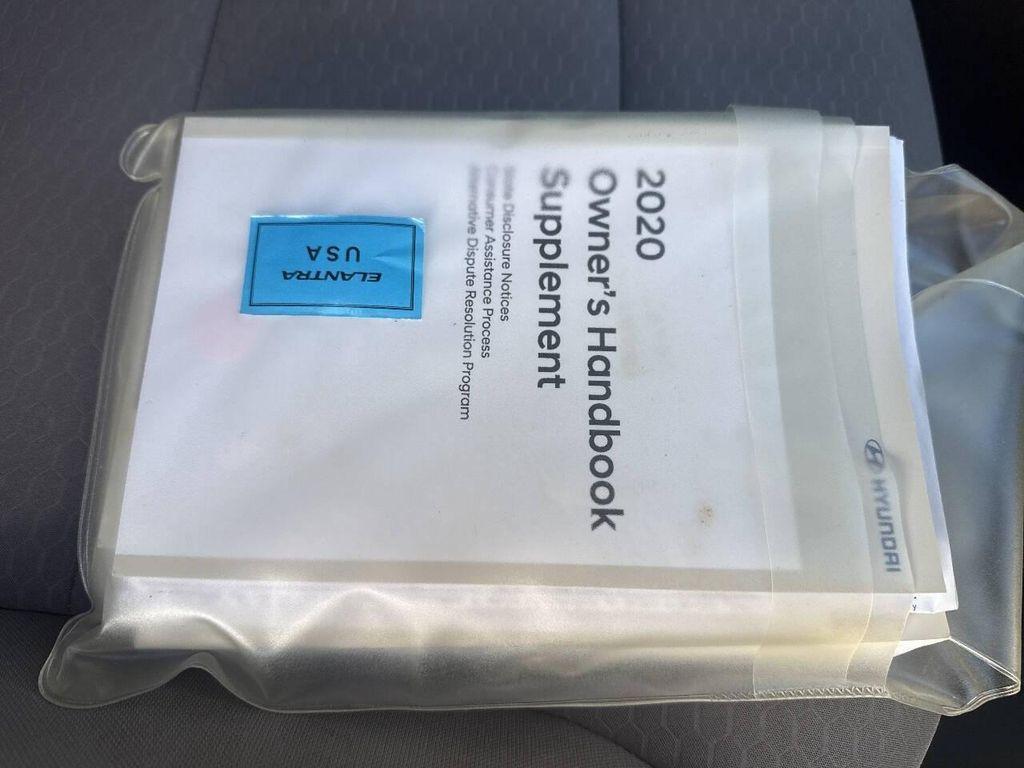 HYUNDAI
2020
Owner's Handbook
Supplement
State Disclosure Notices
Consumer Assistance Process
Alternative Dispute Resolution Program
ELANTRA
USA